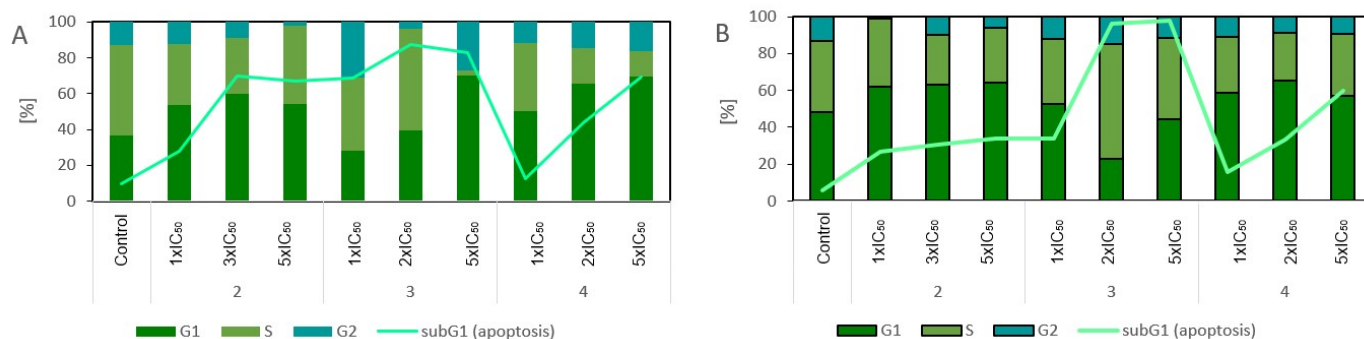 A
[%]
100
80
60
40
20
0
Control
1xIC₅₀
3xIC₅₀
5xIC₅₀
1xIC₅₀
2xIC₅₀
5xIC₅₀
1xIC₅₀
2xIC₅₀
5xIC₅₀
2 3 4
G1 S G2 subG1 (apoptosis)
B
[%]
100
80
60
40
20
0
Control
1xIC₅₀
3xIC₅₀
5xIC₅₀
1xIC₅₀
2xIC₅₀
5xIC₅₀
1xIC₅₀
2xIC₅₀
5xIC₅₀
2 3 4
G1 S G2 subG1 (apoptosis)